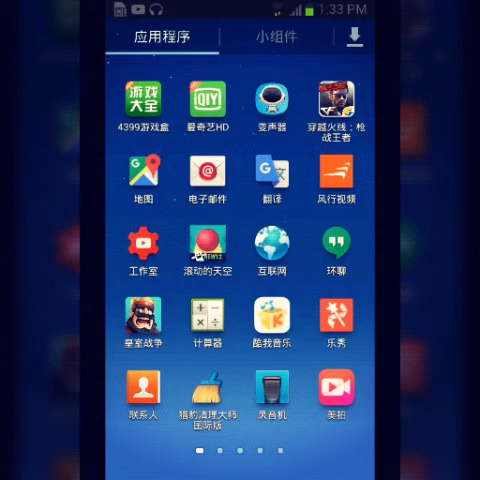 1:33 PM
应用程序
小组件
游戏
大全
iQIYI
4399游戏盒
爱奇艺HD
变声器
穿越火线：枪
战王者
G
G 文
地图
电子邮件
翻译
风行视频
工作室
滚动的天空
互联网
环聊
皇室战争
计算器
酷我音乐
乐秀
联系人
猎豹清理大师
国际版
录音机
美拍